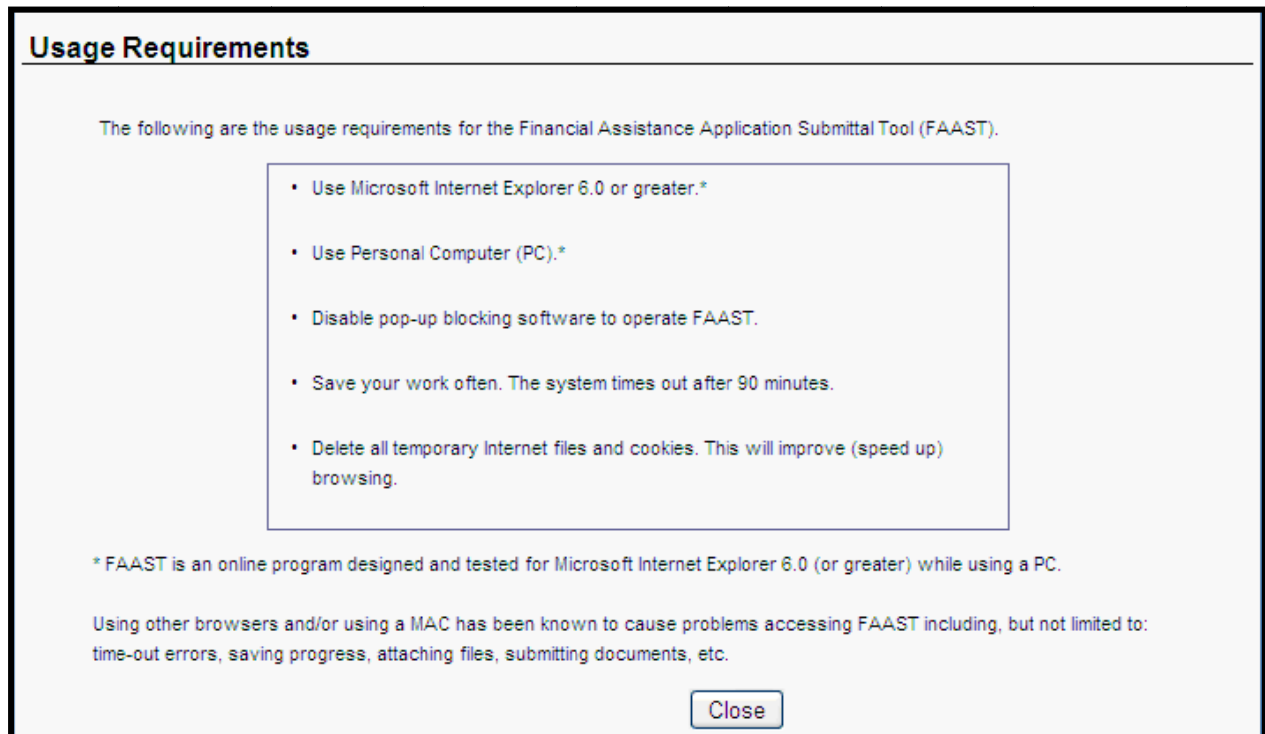 Usage Requirements
The following are the usage requirements for the Financial Assistance Application Submittal Tool (FAAST).
• Use Microsoft Internet Explorer 6.0 or greater.*
• Use Personal Computer (PC).*
• Disable pop-up blocking software to operate FAAST.
• Save your work often. The system times out after 90 minutes.
• Delete all temporary Internet files and cookies. This will improve (speed up)
browsing.
* FAAST is an online program designed and tested for Microsoft Internet Explorer 6.0 (or greater) while using a PC.
Using other browsers and/or using a MAC has been known to cause problems accessing FAAST including, but not limited to:
time-out errors, saving progress, attaching files, submitting documents, etc.
Close